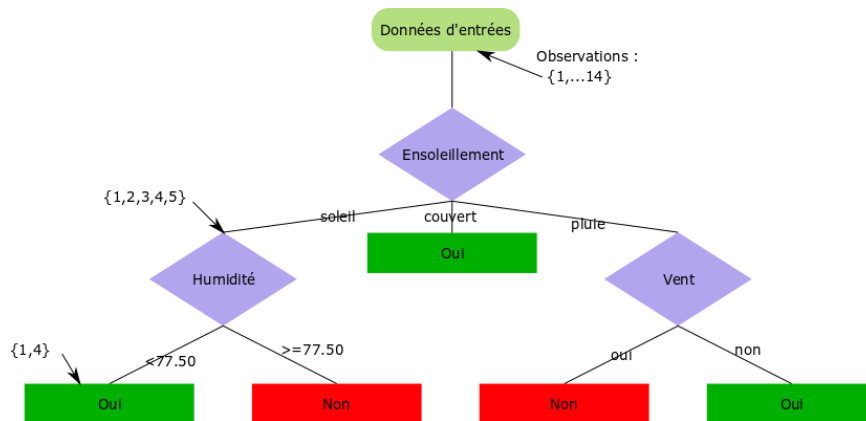 Données d'entrées
Observations :
{1,...14}
Ensoleillement
{1,2,3,4,5}
soleil
couvert
pluie
Oui
Humidité
Vent
{1,4}
<77.50
>=77.50
oui
non
Oui
Non
Non
Oui